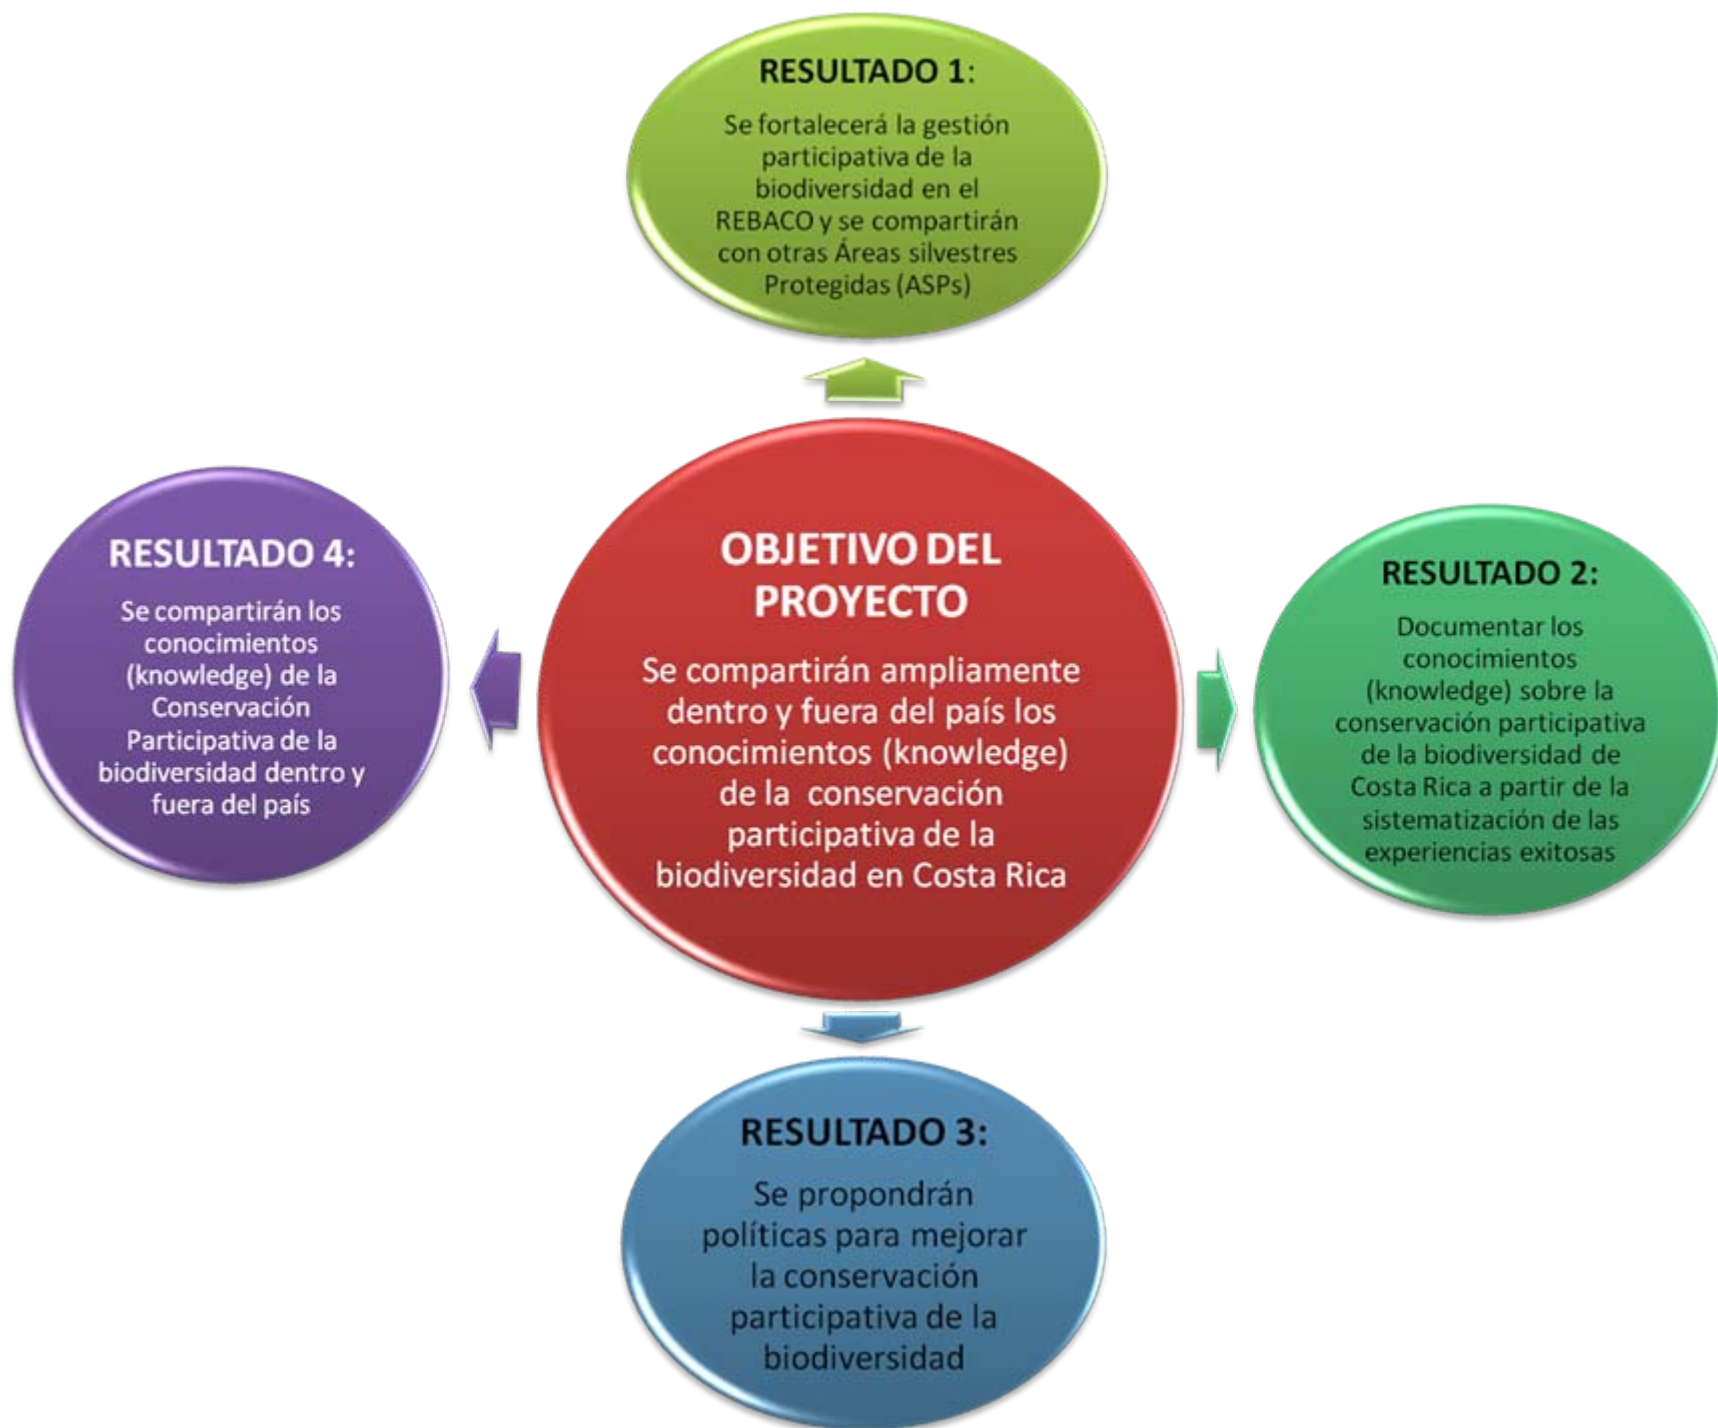 RESULTADO 1:
Se fortalecerá la gestión
participativa de la
biodiversidad en el
REBACO y se compartirán
con otras Áreas silvestres
Protegidas (ASPs)
OBJETIVO DEL
PROYECTO
Se compartirán ampliamente
dentro y fuera del país los
conocimientos (knowledge)
de la conservación
participativa de la
biodiversidad en Costa Rica
RESULTADO 2:
Documentar los
conocimientos
(knowledge) sobre la
conservación participativa
de la biodiversidad de
Costa Rica a partir de la
sistematización de las
experiencias exitosas
RESULTADO 3:
Se propondrán
políticas para mejorar
la conservación
participativa de la
biodiversidad
RESULTADO 4:
Se compartirán los
conocimientos
(knowledge) de la
Conservación
Participativa de la
biodiversidad dentro y
fuera del país